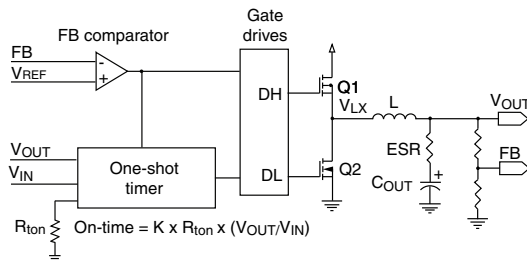 FB comparator
Gate
drives
FB
VREF
-
+
DH
Q1
VLX
L
VOUT
ESR
FB
VOUT
VIN
One-shot
timer
DL
Q2
COUT
+
Rton
On-time = K x Rton x (VOUT/VIN)